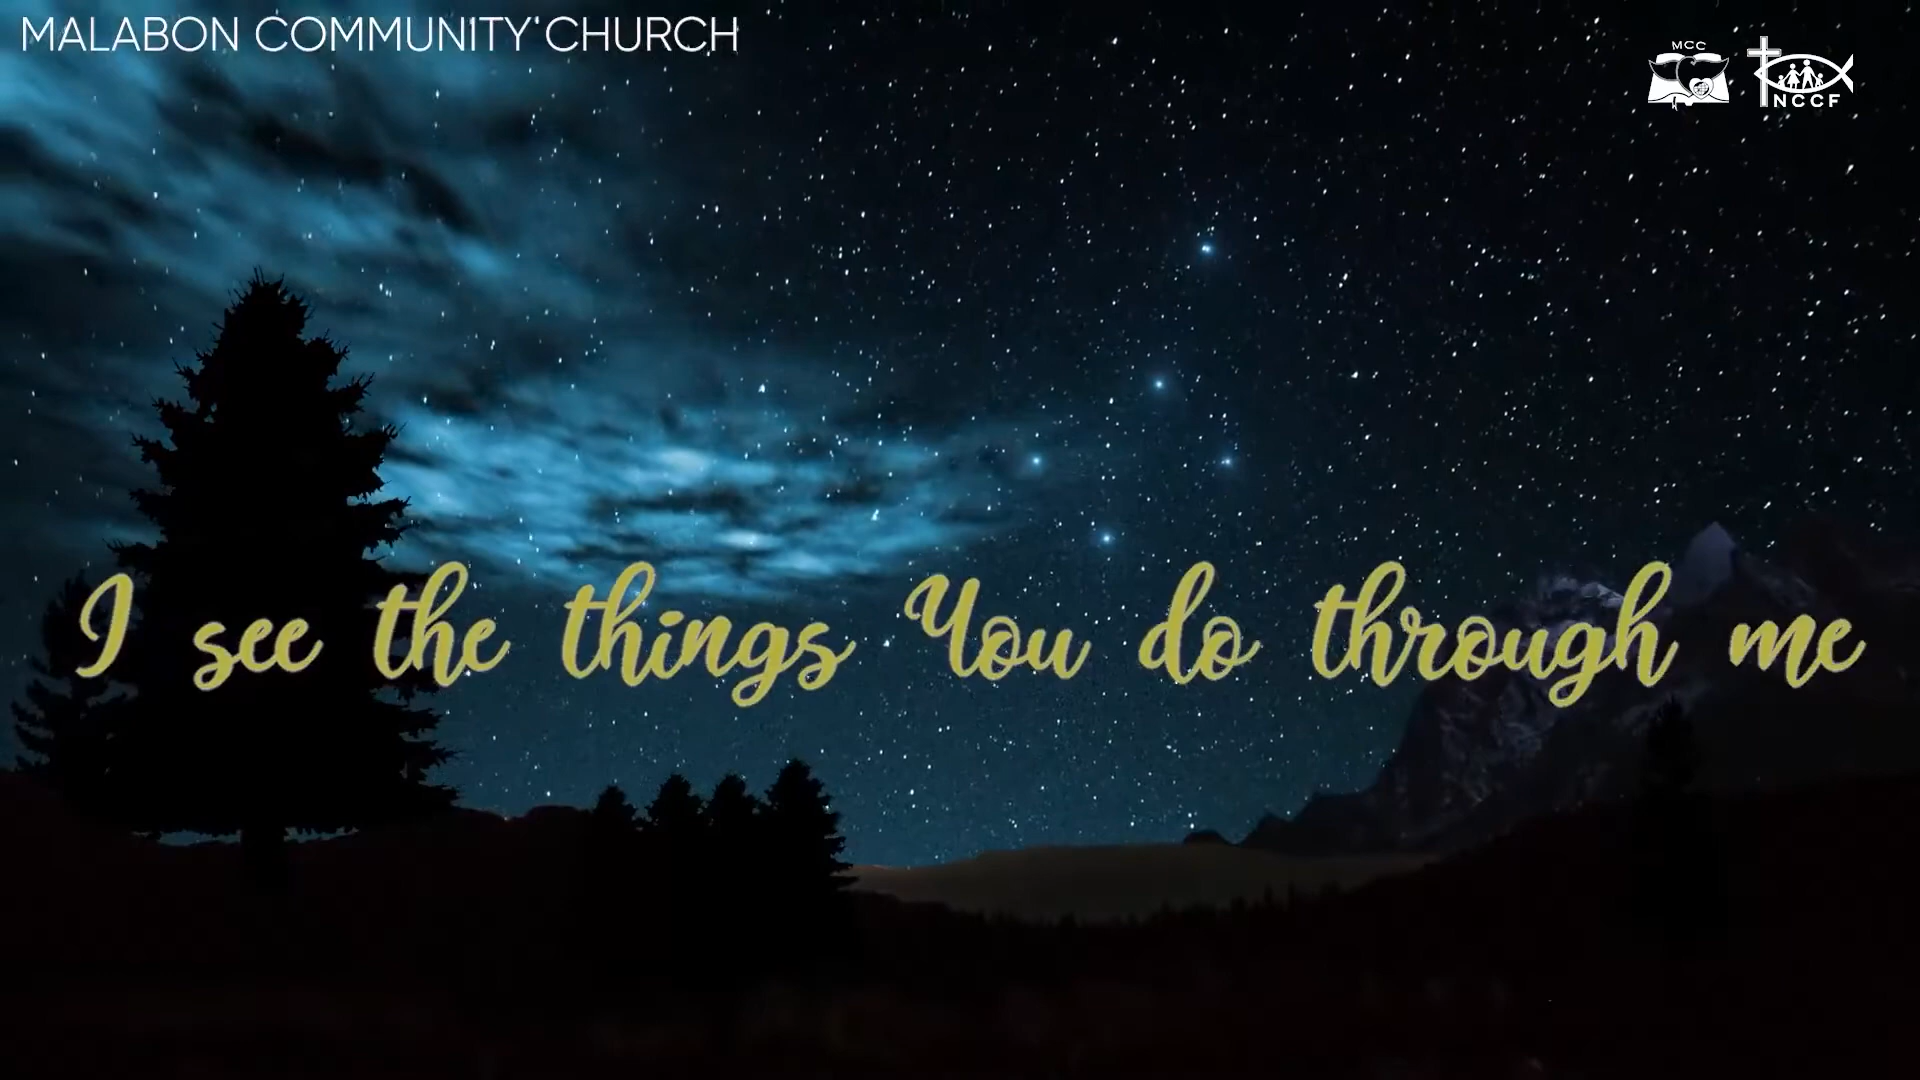 MALABON COMMUNITY CHURCH
MCC
NCCF
I see the things You do through me